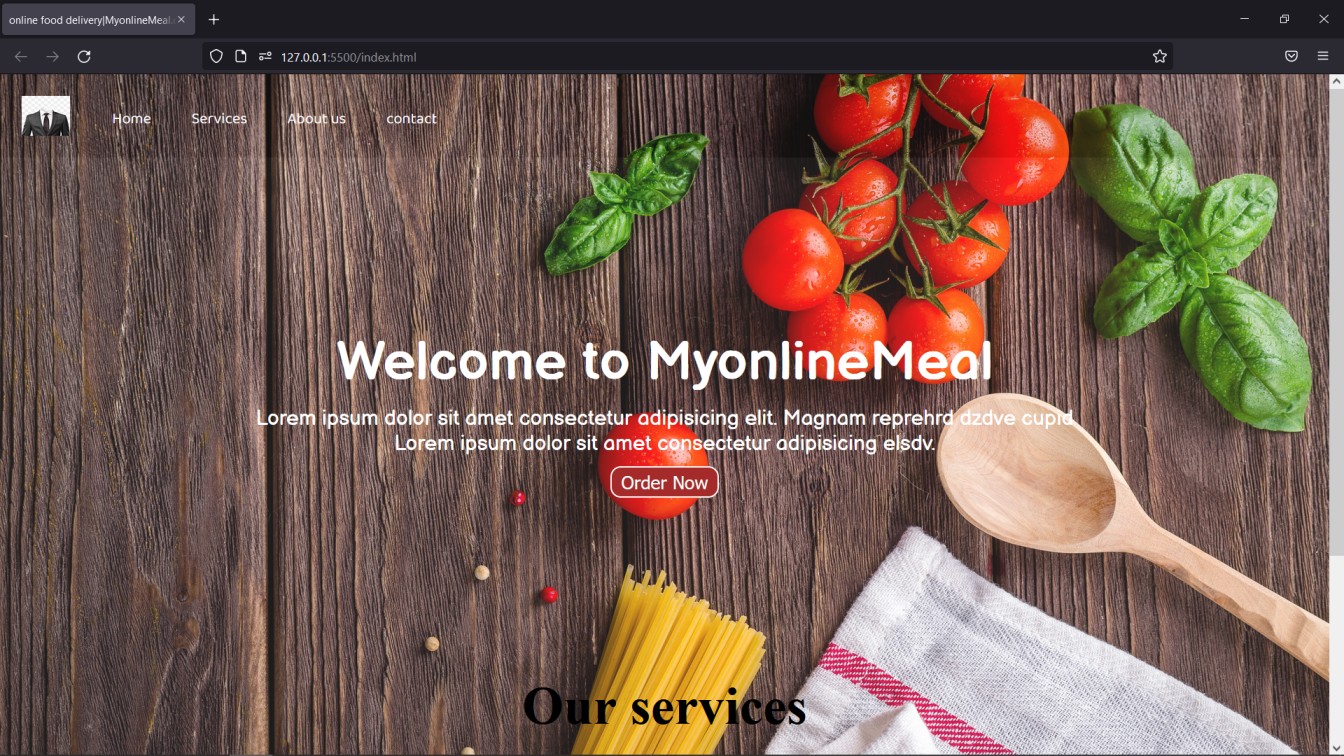 online food delivery|MyonlineMeal.
127.0.0.1:5500/index.html
Home Services About us contact
Welcome to MyonlineMeal
Lorem ipsum dolor sit amet consectetur adipisicing elit. Magnam reprehrd dzdve cupid.
Lorem ipsum dolor sit amet consectetur adipisicing elsdv.
Order Now
Our services